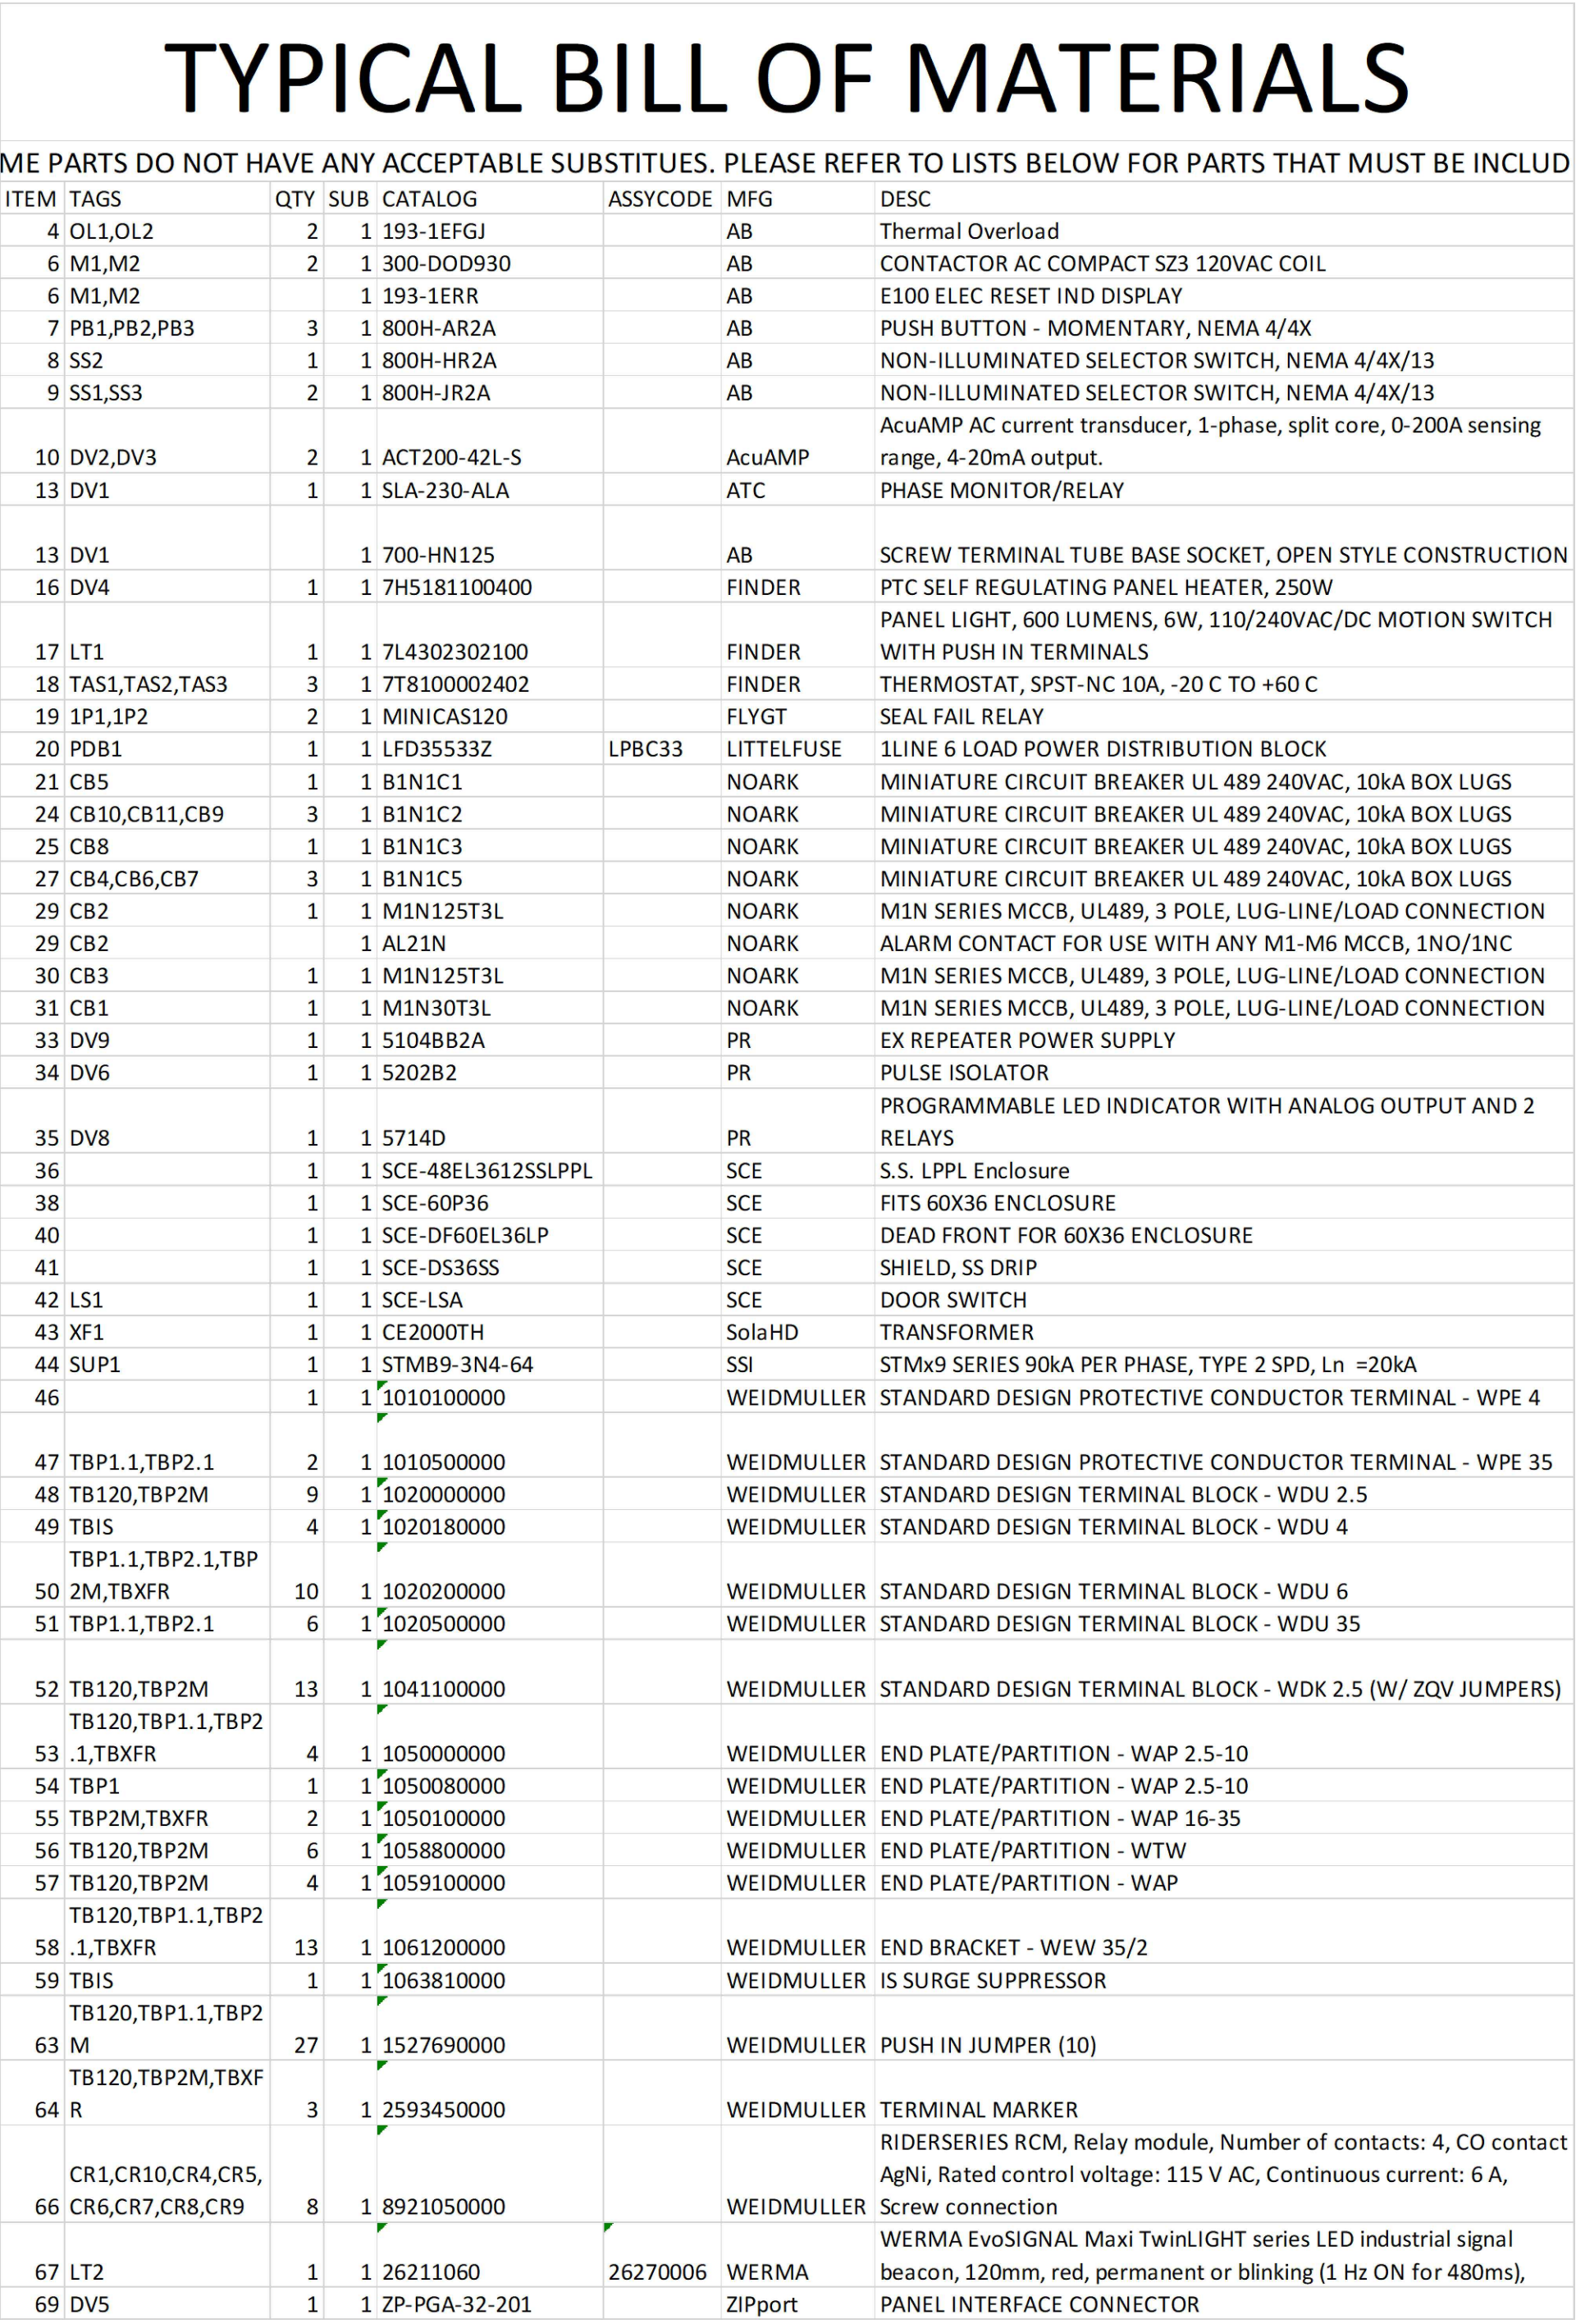 TYPICAL BILL OF MATERIALS
ME PARTS DO NOT HAVE ANY ACCEPTABLE SUBSTITUES. PLEASE REFER TO LISTS BELOW FOR PARTS THAT MUST BE INCLUD
ITEM TAGS QTY SUB CATALOG ASSYCODE MFG DESC
4 OL1,OL2 2 1 193-1EFGJ AB Thermal Overload
6 M1,M2 2 1 300-DOD930 AB CONTACTOR AC COMPACT SZ3 120VAC COIL
6 M1,M2 1 193-1ERR AB E100 ELEC RESET IND DISPLAY
7 PB1,PB2,PB3 3 1 800H-AR2A AB PUSH BUTTON - MOMENTARY, NEMA 4/4X
8 SS2 1 1 800H-HR2A AB NON-ILLUMINATED SELECTOR SWITCH, NEMA 4/4X/13
9 SS1,SS3 2 1 800H-JR2A AB NON-ILLUMINATED SELECTOR SWITCH, NEMA 4/4X/13
AcuAMP AC current transducer, 1-phase, split core, 0-200A sensing
10 DV2,DV3 2 1 ACT200-42L-S AcuAMP range, 4-20mA output.
13 DV1 1 1 SLA-230-ALA ATC PHASE MONITOR/RELAY
13 DV1 1 700-HN125 AB SCREW TERMINAL TUBE BASE SOCKET, OPEN STYLE CONSTRUCTION
16 DV4 1 1 7H5181100400 FINDER PTC SELF REGULATING PANEL HEATER, 250W
PANEL LIGHT, 600 LUMENS, 6W, 110/240VAC/DC MOTION SWITCH
17 LT1 1 1 7L4302302100 FINDER WITH PUSH IN TERMINALS
18 TAS1,TAS2,TAS3 3 1 7T8100002402 FINDER THERMOSTAT, SPST-NC 10A, -20 C TO +60 C
19 1P1,1P2 2 1 MINICAS120 FLYGT SEAL FAIL RELAY
20 PDB1 1 1 LFD35533Z LPBC33 LITTELFUSE 1LINE 6 LOAD POWER DISTRIBUTION BLOCK
21 CB5 1 1 B1N1C1 NOARK MINIATURE CIRCUIT BREAKER UL 489 240VAC, 10kA BOX LUGS
24 CB10,CB11,CB9 3 1 B1N1C2 NOARK MINIATURE CIRCUIT BREAKER UL 489 240VAC, 10kA BOX LUGS
25 CB8 1 1 B1N1C3 NOARK MINIATURE CIRCUIT BREAKER UL 489 240VAC, 10kA BOX LUGS
27 CB4,CB6,CB7 3 1 B1N1C5 NOARK MINIATURE CIRCUIT BREAKER UL 489 240VAC, 10kA BOX LUGS
29 CB2 1 1 M1N125T3L NOARK M1N SERIES MCCB, UL489, 3 POLE, LUG-LINE/LOAD CONNECTION
29 CB2 1 AL21N NOARK ALARM CONTACT FOR USE WITH ANY M1-M6 MCCB, 1NO/1NC
30 CB3 1 1 M1N125T3L NOARK M1N SERIES MCCB, UL489, 3 POLE, LUG-LINE/LOAD CONNECTION
31 CB1 1 1 M1N30T3L NOARK M1N SERIES MCCB, UL489, 3 POLE, LUG-LINE/LOAD CONNECTION
33 DV9 1 1 5104BB2A PR EX REPEATER POWER SUPPLY
34 DV6 1 1 5202B2 PR PULSE ISOLATOR
PROGRAMMABLE LED INDICATOR WITH ANALOG OUTPUT AND 2
35 DV8 1 1 5714D PR RELAYS
36 1 1 SCE-48EL3612SSLPPL SCE S.S. LPPL Enclosure
38 1 1 SCE-60P36 SCE FITS 60X36 ENCLOSURE
40 1 1 SCE-DF60EL36LP SCE DEAD FRONT FOR 60X36 ENCLOSURE
41 1 1 SCE-DS36SS SCE SHIELD, SS DRIP
42 LS1 1 1 SCE-LSA SCE DOOR SWITCH
43 XF1 1 1 CE2000TH SolaHD TRANSFORMER
44 SUP1 1 1 STMB9-3N4-64 SSI STMx9 SERIES 90kA PER PHASE, TYPE 2 SPD, Ln =20kA
46 1 1 1010100000 WEIDMULLER STANDARD DESIGN PROTECTIVE CONDUCTOR TERMINAL - WPE 4
47 TBP1.1,TBP2.1 2 1 1010500000 WEIDMULLER STANDARD DESIGN PROTECTIVE CONDUCTOR TERMINAL - WPE 35
48 TB120,TBP2M 9 1 1020000000 WEIDMULLER STANDARD DESIGN TERMINAL BLOCK - WDU 2.5
49 TBIS 4 1 1020180000 WEIDMULLER STANDARD DESIGN TERMINAL BLOCK - WDU 4
TBP1.1,TBP2.1,TBP
50 2M,TBXFR 10 1 1020200000 WEIDMULLER STANDARD DESIGN TERMINAL BLOCK - WDU 6
51 TBP1.1,TBP2.1 6 1 1020500000 WEIDMULLER STANDARD DESIGN TERMINAL BLOCK - WDU 35
52 TB120,TBP2M 13 1 1041100000 WEIDMULLER STANDARD DESIGN TERMINAL BLOCK - WDK 2.5 (W/ ZQV JUMPERS)
TB120,TBP1.1,TBP2
53 .1,TBXFR 4 1 1050000000 WEIDMULLER END PLATE/PARTITION - WAP 2.5-10
54 TBP1 1 1 1050080000 WEIDMULLER END PLATE/PARTITION - WAP 2.5-10
55 TBP2M,TBXFR 2 1 1050100000 WEIDMULLER END PLATE/PARTITION - WAP 16-35
56 TB120,TBP2M 6 1 1058800000 WEIDMULLER END PLATE/PARTITION - WTW
57 TB120,TBP2M 4 1 1059100000 WEIDMULLER END PLATE/PARTITION - WAP
TB120,TBP1.1,TBP2
58 .1,TBXFR 13 1 1061200000 WEIDMULLER END BRACKET - WEW 35/2
59 TBIS 1 1 1063810000 WEIDMULLER IS SURGE SUPPRESSOR
TB120,TBP1.1,TBP2
63 M 27 1 1527690000 WEIDMULLER PUSH IN JUMPER (10)
TB120,TBP2M,TBXF
64 R 3 1 2593450000 WEIDMULLER TERMINAL MARKER
RIDERSERIES RCM, Relay module, Number of contacts: 4, CO contact
CR1,CR10,CR4,CR5, AgNi, Rated control voltage: 115 V AC, Continuous current: 6 A,
66 CR6,CR7,CR8,CR9 8 1 8921050000 WEIDMULLER Screw connection
WERMA EvoSIGNAL Maxi TwinLIGHT series LED industrial signal
67 LT2 1 1 26211060 26270006 WERMA beacon, 120mm, red, permanent or blinking (1 Hz ON for 480ms),
69 DV5 1 1 ZP-PGA-32-201 ZIPport PANEL INTERFACE CONNECTOR